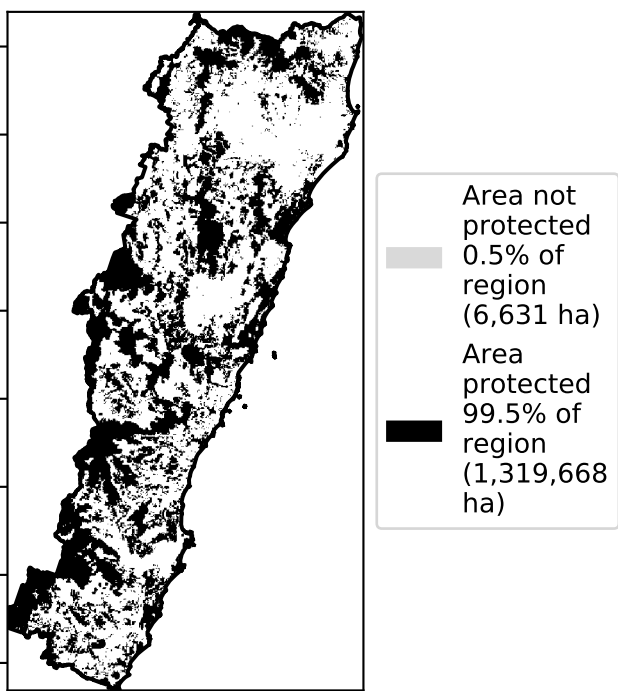 Area not
protected
0.5% of
region
(6,631 ha)
Area
protected
99.5% of
region
(1,319,668
ha)